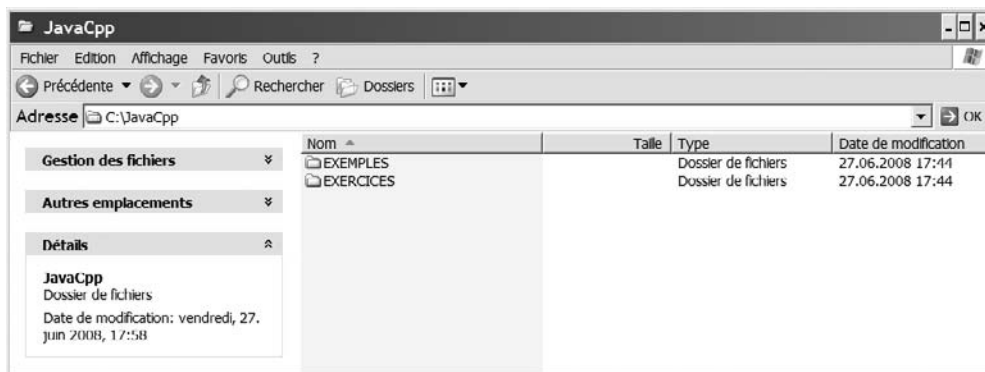 JavaCpp
Fichier Edition Affichage Favoris Outils ?
Précédente Rechercher Dossiers
Adresse C:\JavaCpp OK
Nom Taille Type Date de modification
Gestion des fichiers
EXEMPLES Dossier de fichiers 27.06.2008 17:44
EXERCICES Dossier de fichiers 27.06.2008 17:44
Autres emplacements
Détails
JavaCpp
Dossier de fichiers
Date de modification: vendredi, 27.
juin 2008, 17:58